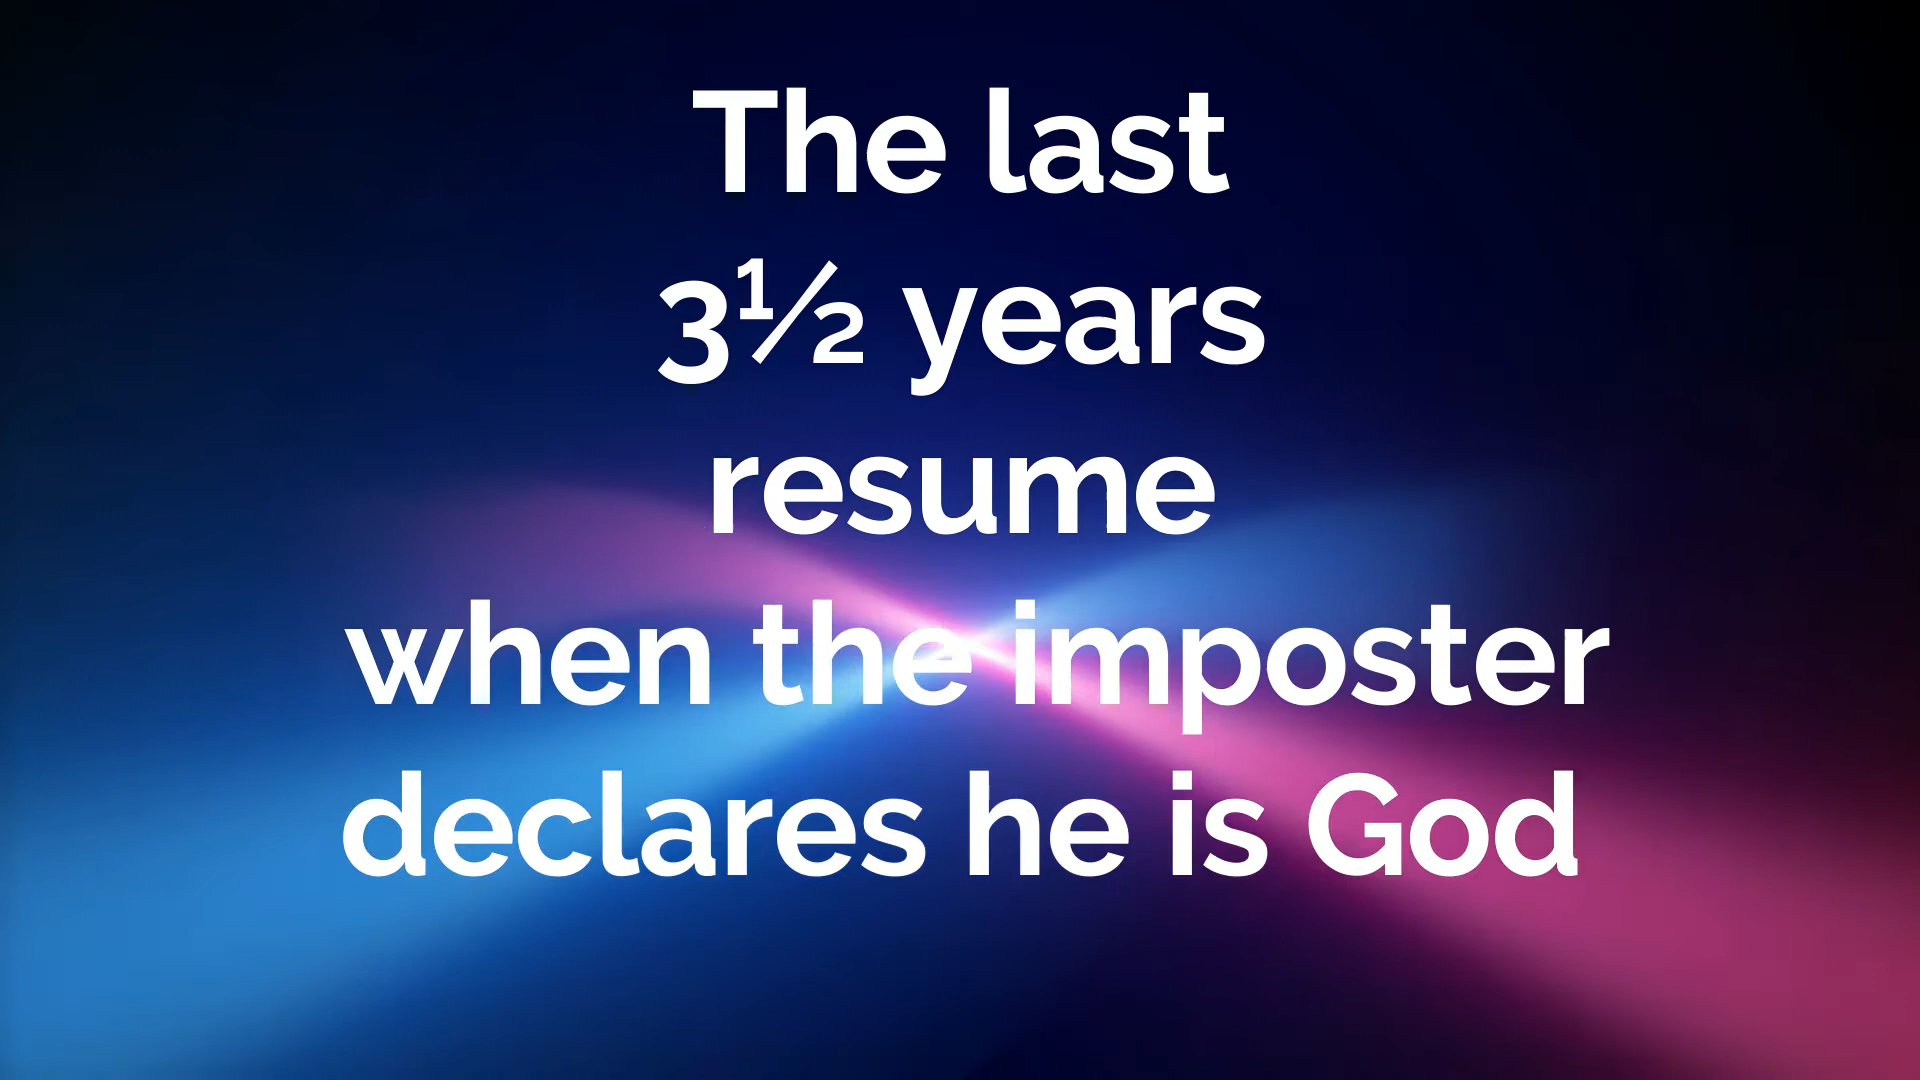 The last
3½ years
resume
when the imposter
declares he is God